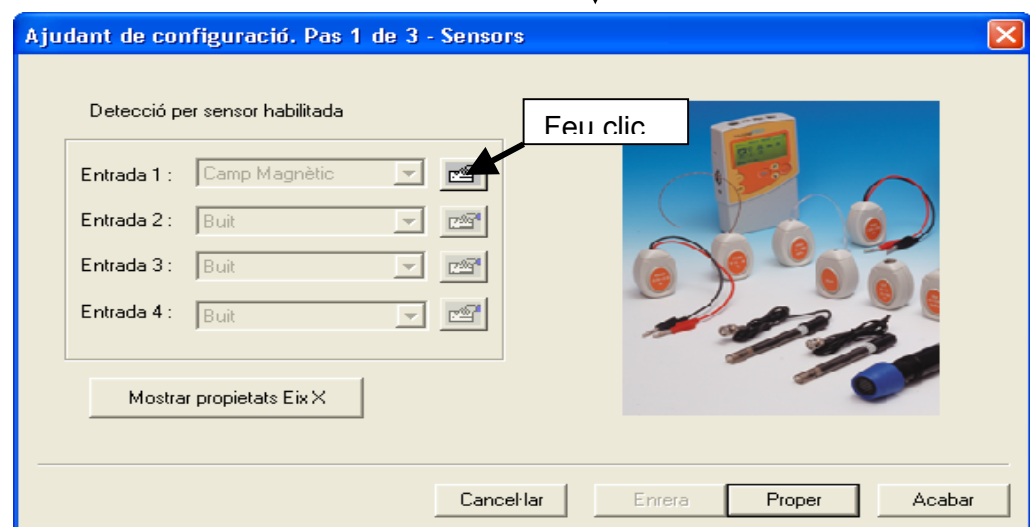 Ajudant de configuració. Pas 1 de 3 - Sensors
Detecció per sensor habilitada
Feu clic
Entrada 1 : Camp Magnètic
Entrada 2 : Buit
Entrada 3 : Buit
Entrada 4 : Buit
Mostrar propietats Eix X
Cancel·lar Enrera Proper Acabar